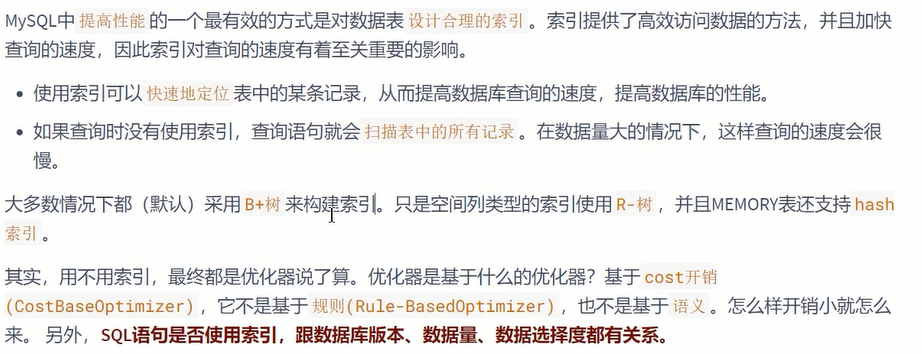 MySQL中提高性能的一个最有效的方式是对数据表设计合理的索引。索引提供了高效访问数据的方法，并且加快
查询的速度，因此索引对查询的速度有着至关重要的影响。
• 使用索引可以快速地定位表中的某条记录，从而提高数据库查询的速度，提高数据库的性能。
• 如果查询时没有使用索引，查询语句就会扫描表中的所有记录。在数据量大的情况下，这样查询的速度会很
慢。
大多数情况下都（默认）采用B+树来构建索引。只是空间列类型的索引使用R-树，并且MEMORY表还支持hash
索引。
其实，用不用索引，最终都是优化器说了算。优化器是基于什么的优化器？基于cost开销
(CostBaseOptimizer)，它不是基于规则(Rule-BasedOptimizer)，也不是基于语义。怎么样开销小就怎么
来。 另外，SQL语句是否使用索引，跟数据库版本、数据量、数据选择度都有关系。